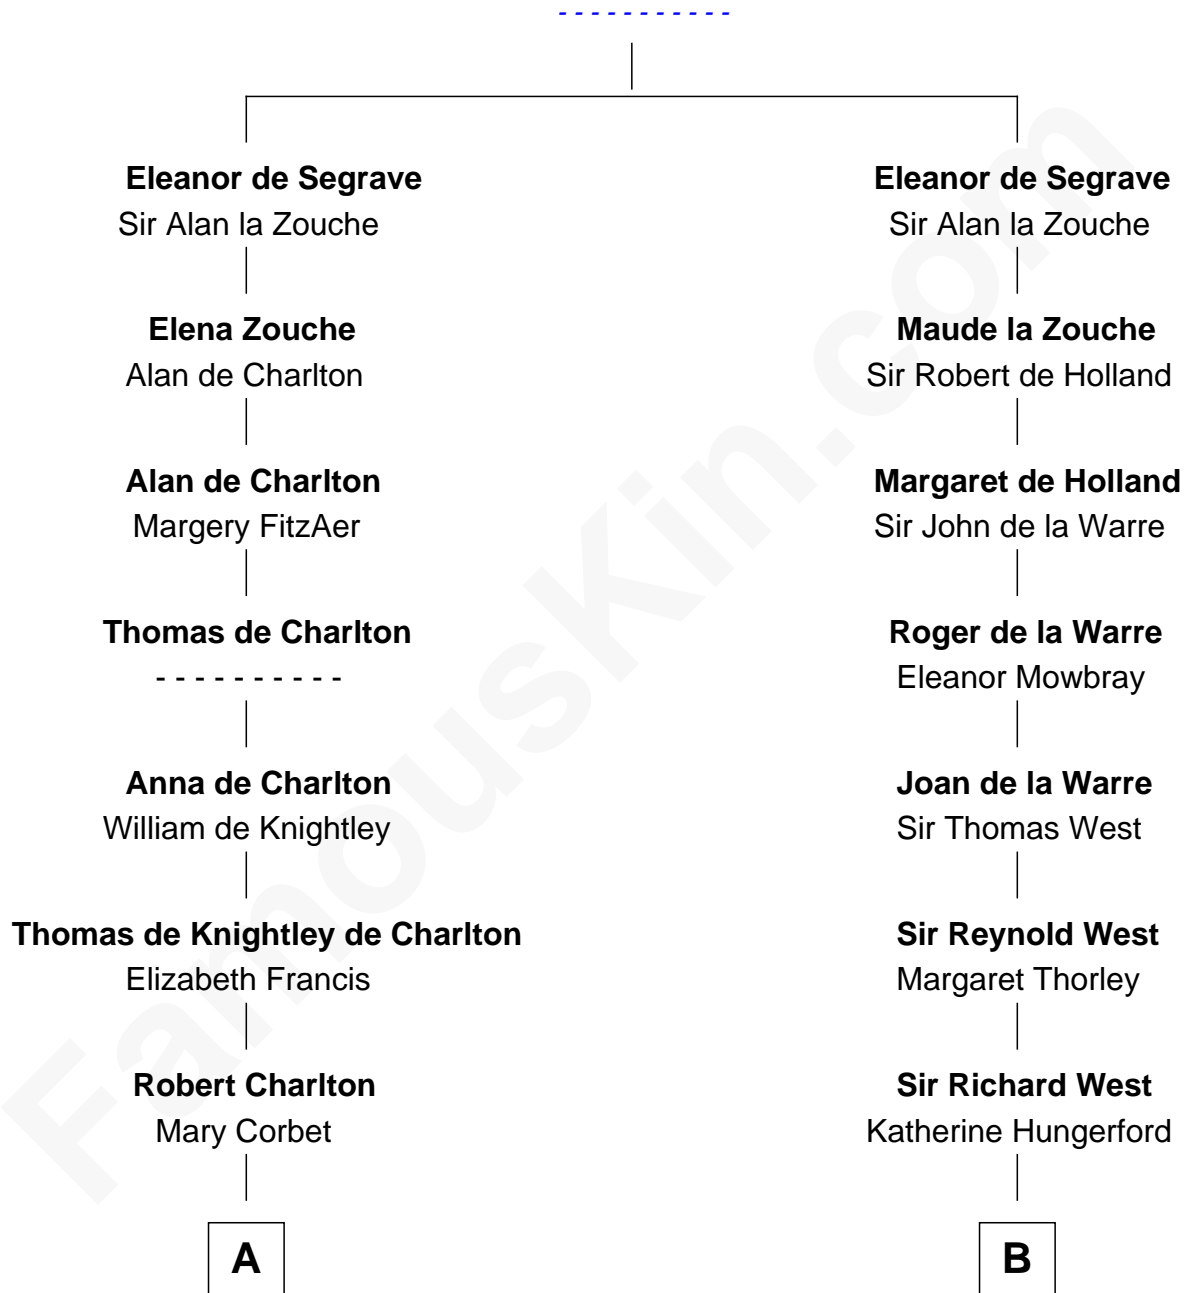 - - - - - - - - - - -
Eleanor de Segrave
Sir Alan la Zouche
Eleanor de Segrave
Sir Alan la Zouche
Elena Zouche
Alan de Charlton
Maude la Zouche
Sir Robert de Holland
Alan de Charlton
Margery FitzAer
Margaret de Holland
Sir John de la Warre
Thomas de Charlton
- - - - - - - - - -
Roger de la Warre
Eleanor Mowbray
Anna de Charlton
William de Knightley
Joan de la Warre
Sir Thomas West
Thomas de Knightley de Charlton
Elizabeth Francis
Sir Reynold West
Margaret Thorley
Robert Charlton
Mary Corbet
Sir Richard West
Katherine Hungerford
A
B
FamousKin.com